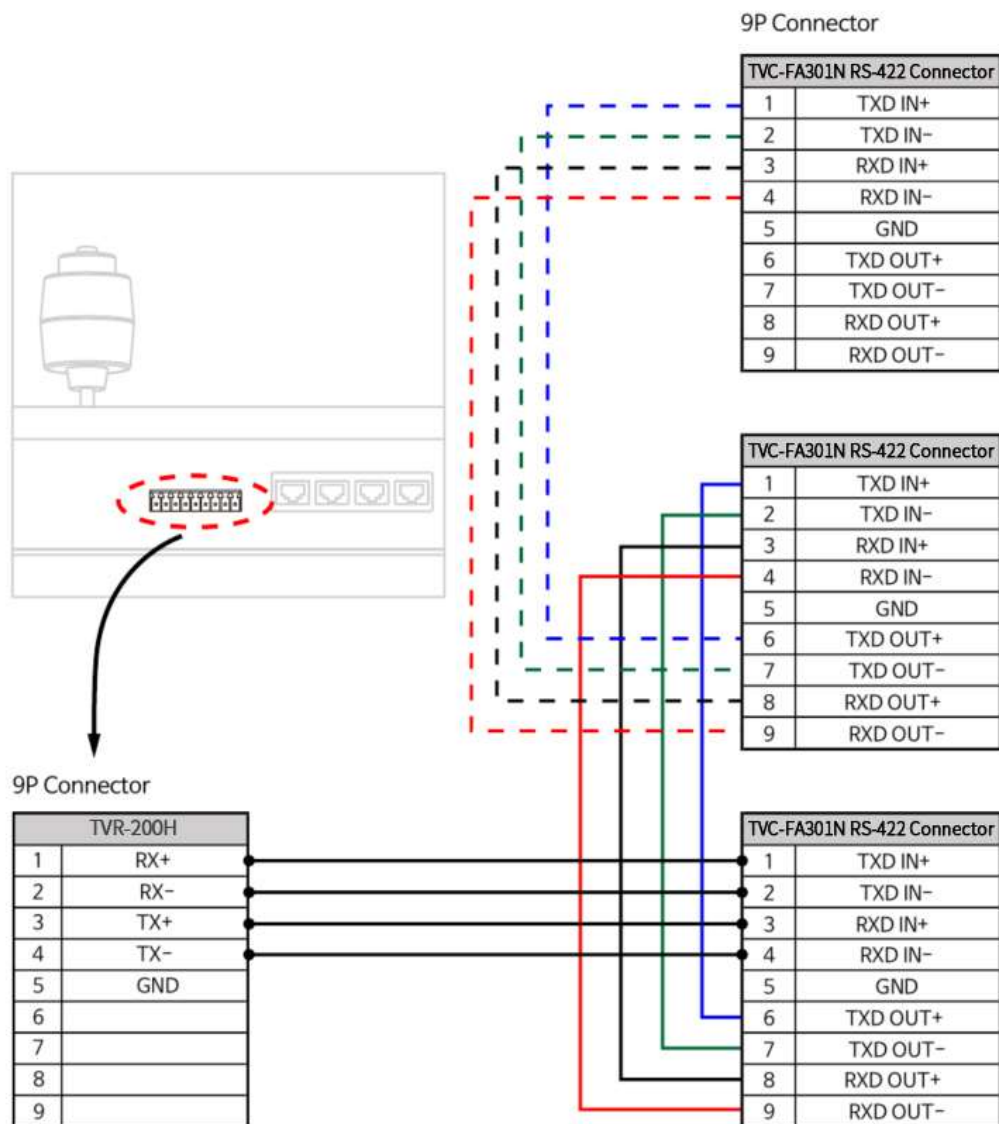 9P Connector
TVC-FA301N RS-422 Connector
1 TXD IN+
2 TXD IN-
3 RXD IN+
4 RXD IN-
5 GND
6 TXD OUT+
7 TXD OUT-
8 RXD OUT+
9 RXD OUT-
TVC-FA301N RS-422 Connector
1 TXD IN+
2 TXD IN-
3 RXD IN+
4 RXD IN-
5 GND
6 TXD OUT+
7 TXD OUT-
8 RXD OUT+
9 RXD OUT-
9P Connector
TVR-200H
1 RX+
2 RX-
3 TX+
4 TX-
5 GND
6
7
8
9
TVC-FA301N RS-422 Connector
1 TXD IN+
2 TXD IN-
3 RXD IN+
4 RXD IN-
5 GND
6 TXD OUT+
7 TXD OUT-
8 RXD OUT+
9 RXD OUT-